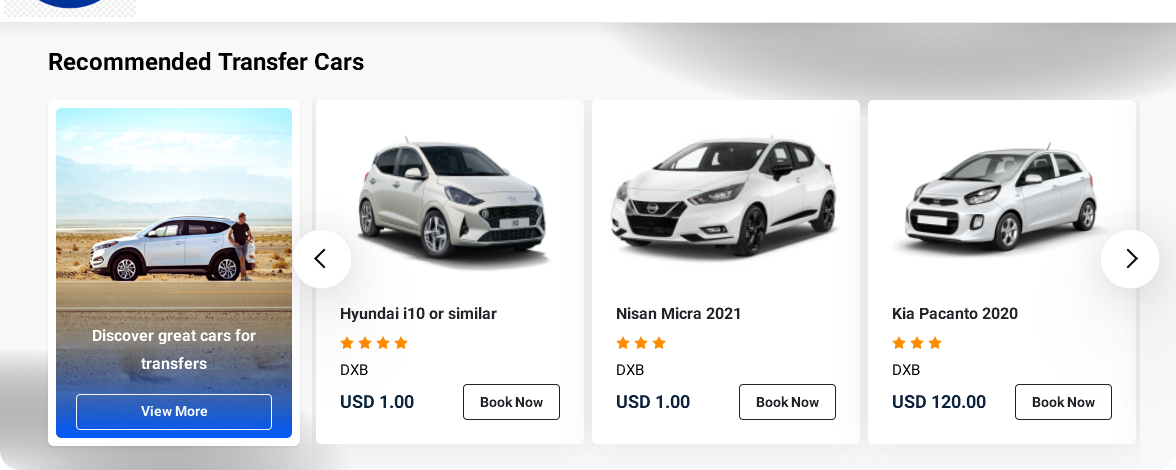 Recommended Transfer Cars
Discover great cars for
transfers
View More
Hyundai i10 or similar
DXB
USD 1.00
Book Now
Nisan Micra 2021
DXB
USD 1.00
Book Now
Kia Pacanto 2020
DXB
USD 120.00
Book Now